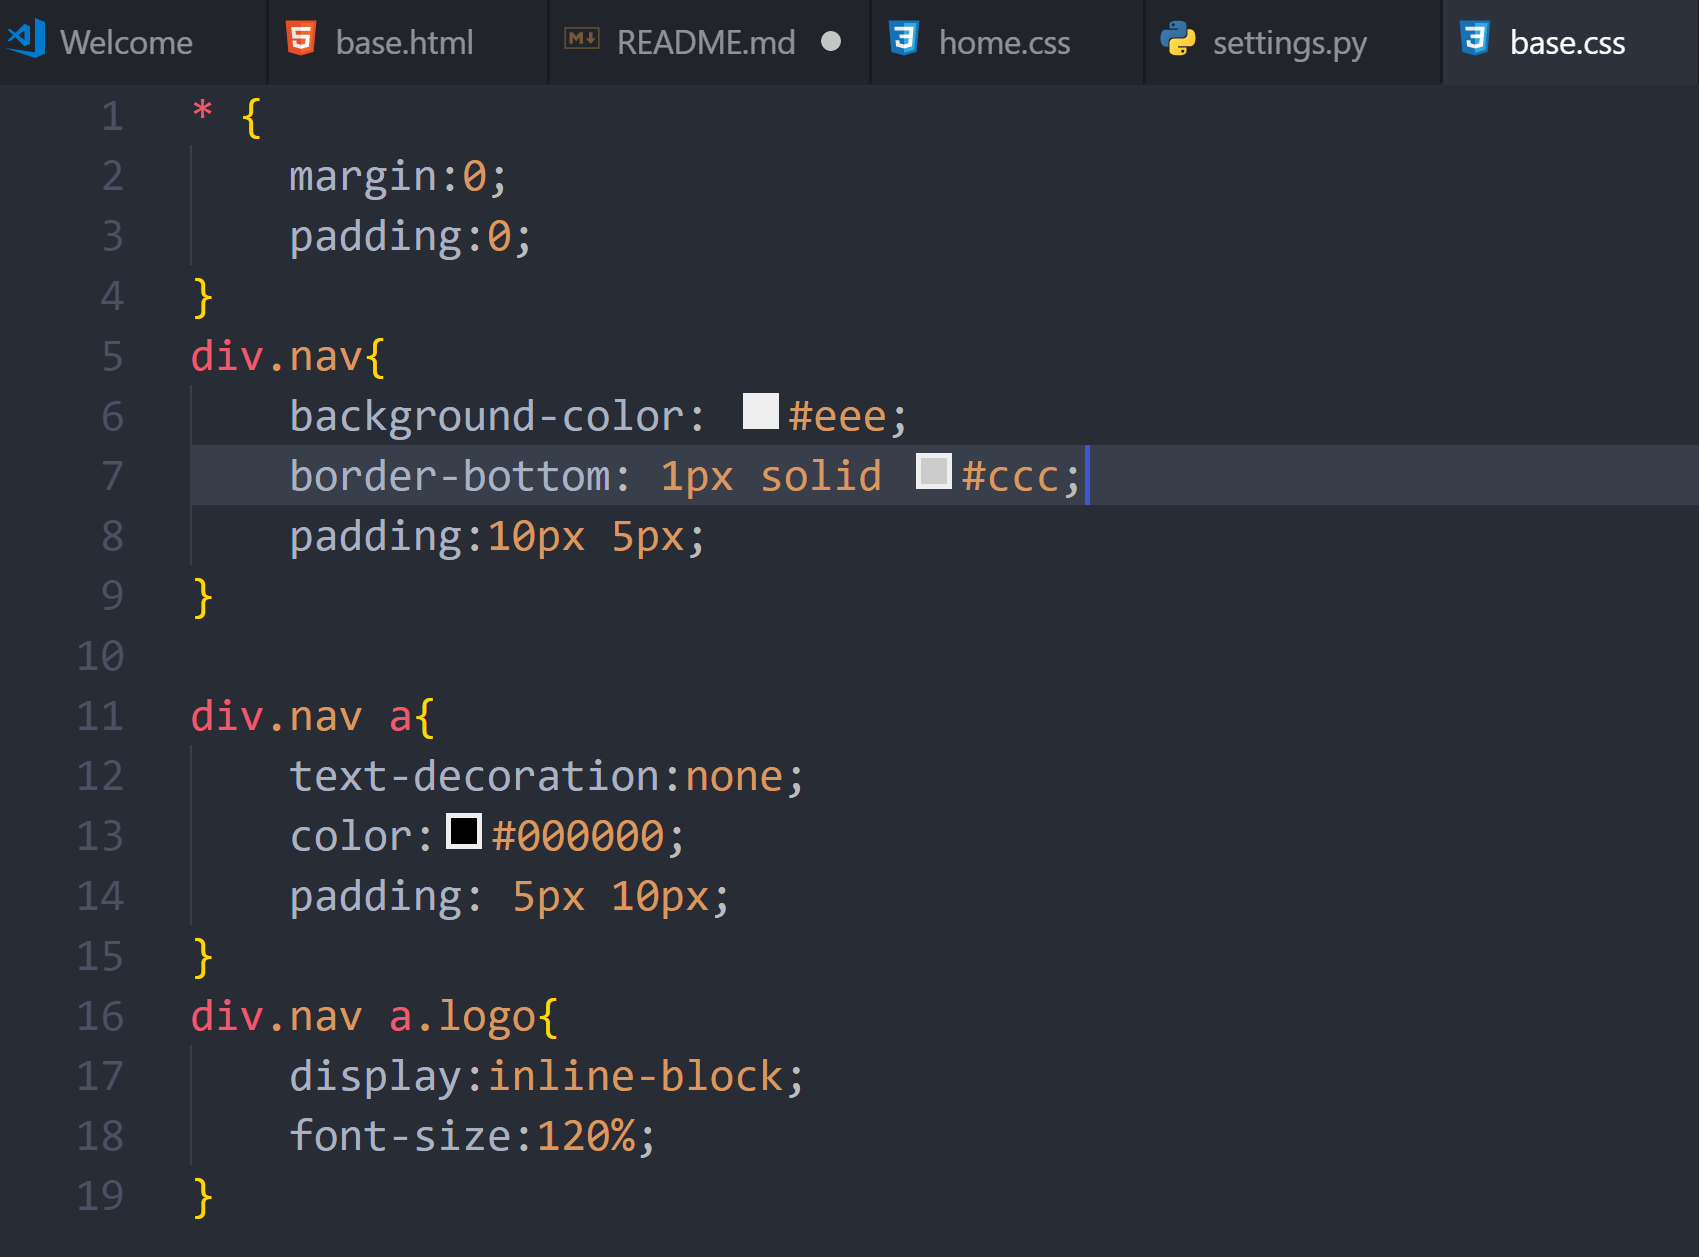 Welcome base.html README.md home.css settings.py base.css
1 * {
2     margin:0;
3     padding:0;
4 }
5 div.nav{
6     background-color: #eee;
7     border-bottom: 1px solid #ccc;
8     padding:10px 5px;
9 }
10
11 div.nav a{
12     text-decoration:none;
13     color:#000000;
14     padding: 5px 10px;
15 }
16 div.nav a.logo{
17     display:inline-block;
18     font-size:120%;
19 }